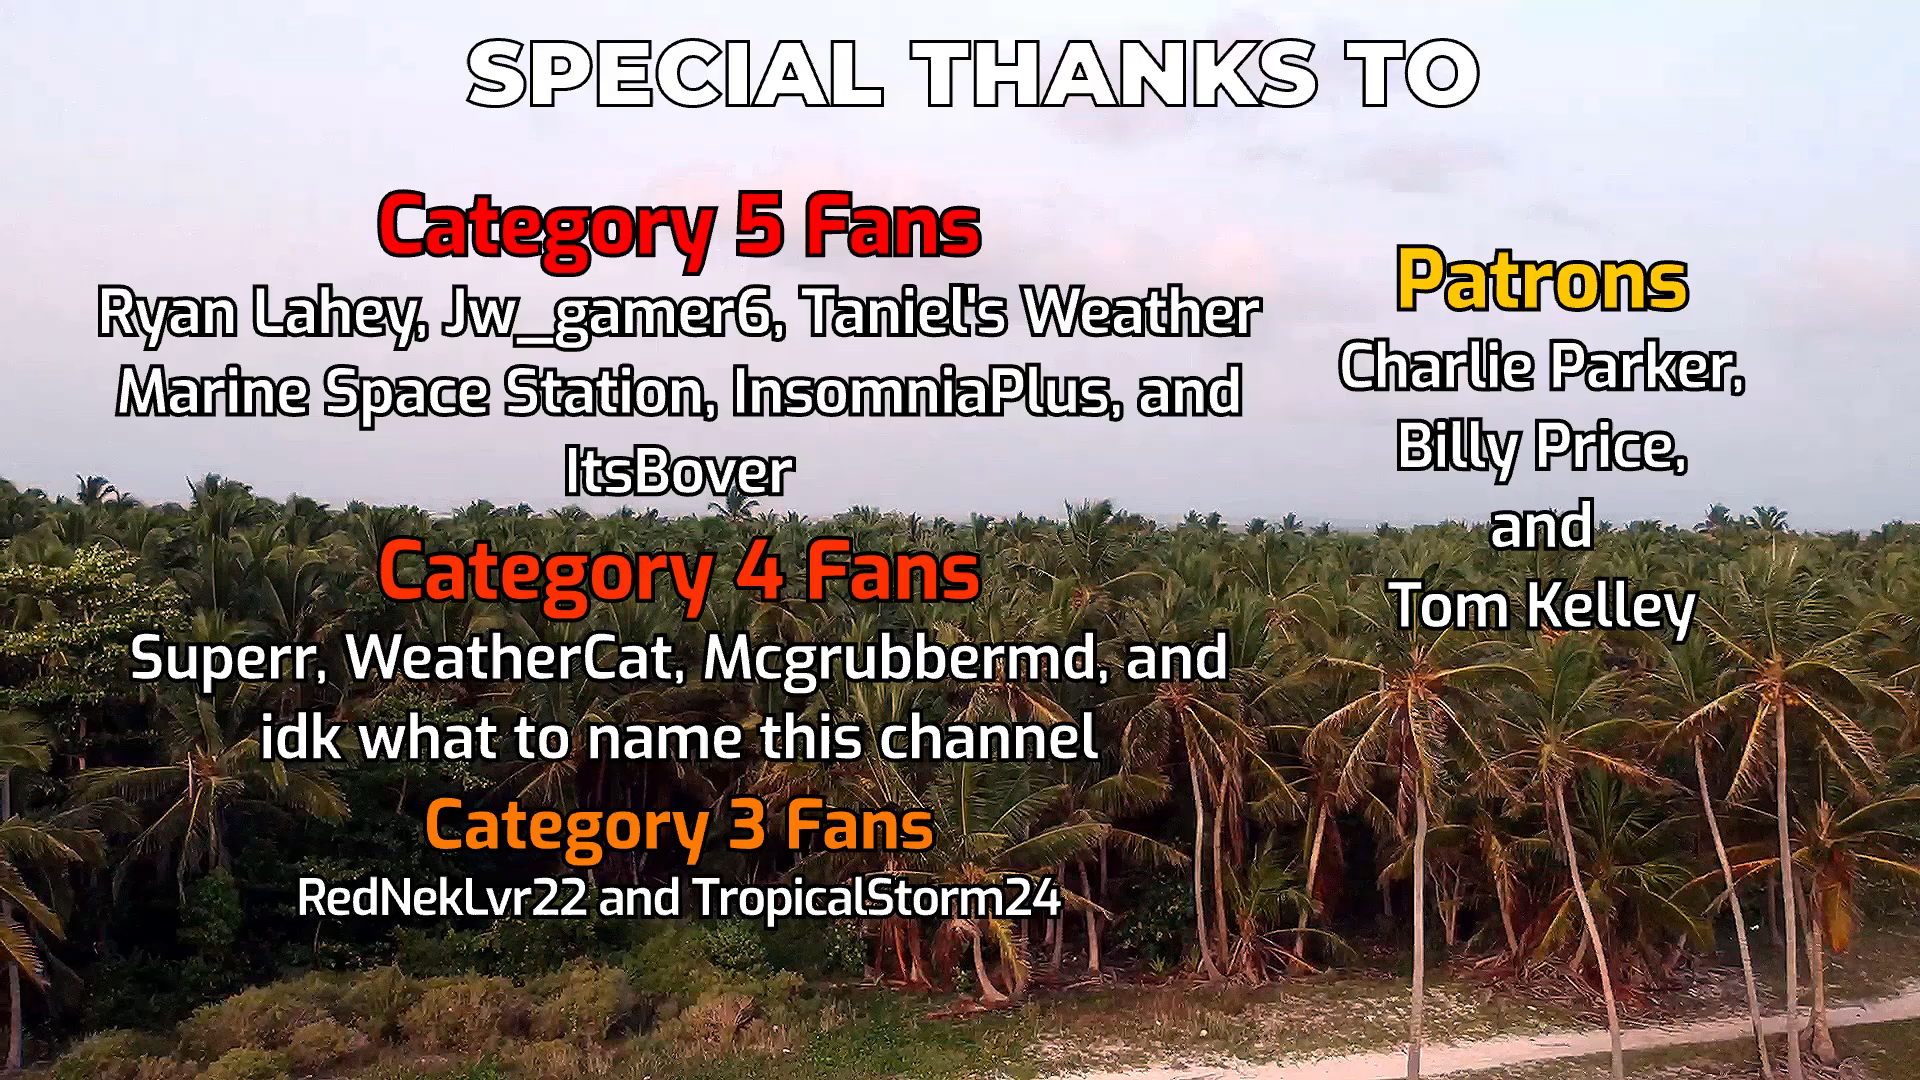 SPECIAL THANKS TO
Category 5 Fans
Ryan Lahey, Jw_gamer6, Taniel's Weather
Marine Space Station, InsomniaPlus, and
ItsBover
Category 4 Fans
Superr, WeatherCat, Mcgrubbermd, and
idk what to name this channel
Category 3 Fans
RedNekLvr22 and TropicalStorm24
Patrons
Charlie Parker,
Billy Price,
and
Tom Kelley